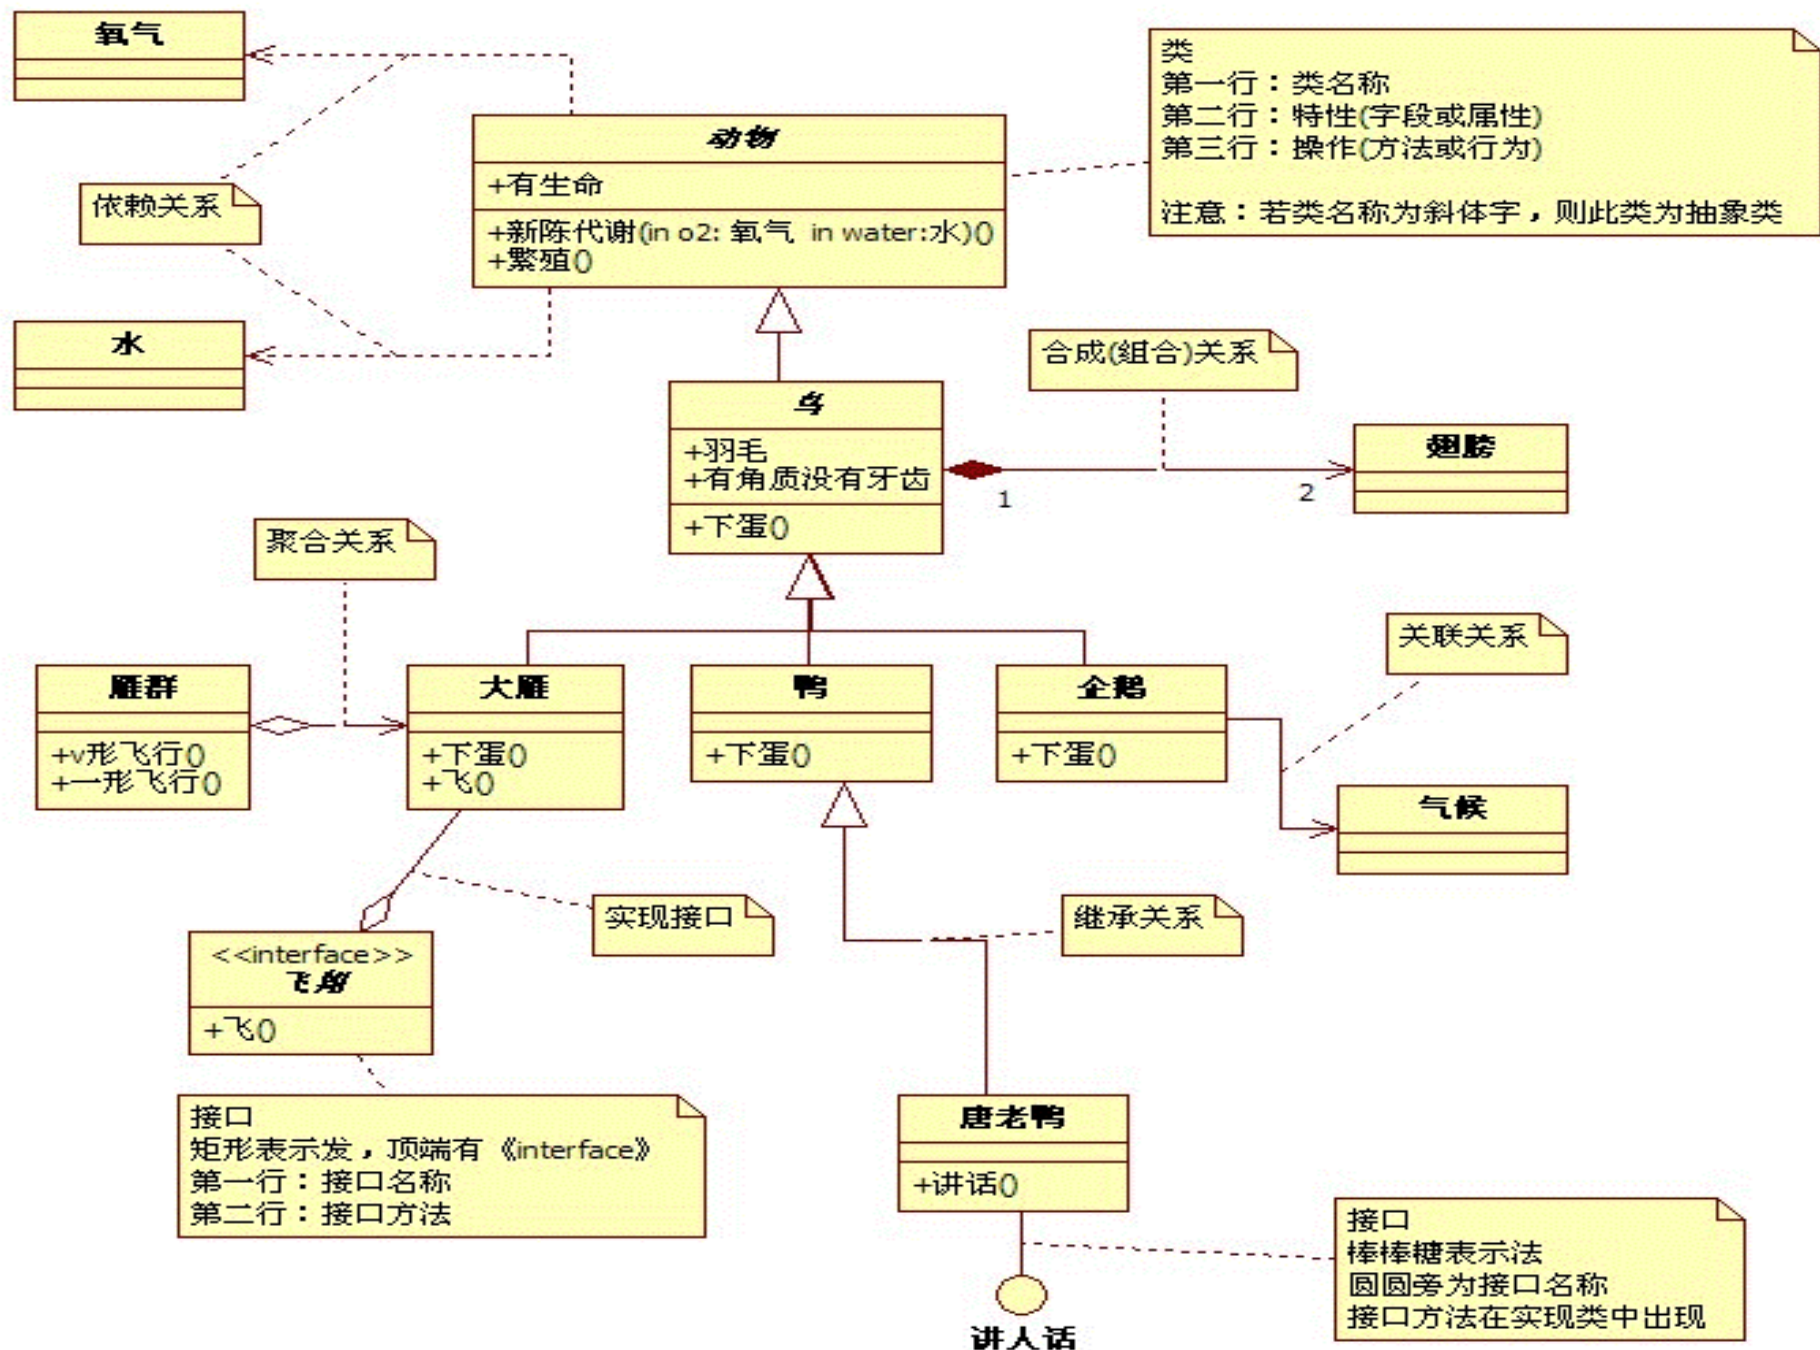 氧气
类
第一行：类名称
第二行：特性(字段或属性)
第三行：操作(方法或行为)
注意：若类名称为斜体字，则此类为抽象类
动物
+有生命
+新陈代谢(in o2: 氧气  in water:水)()
+繁殖()
依赖关系
水
合成(组合)关系
鸟
+羽毛
+有角质没有牙齿
+下蛋()
1
2
翅膀
聚合关系
关联关系
雁群
+v形飞行()
+一形飞行()
大雁
+下蛋()
+飞()
鸭
+下蛋()
企鹅
+下蛋()
气候
实现接口
继承关系
<<interface>>
飞翔
+飞()
接口
矩形表示发，顶端有《interface》
第一行：接口名称
第二行：接口方法
唐老鸭
+讲话()
接口
棒棒糖表示法
圆圆旁为接口名称
接口方法在实现类中出现
讲人话